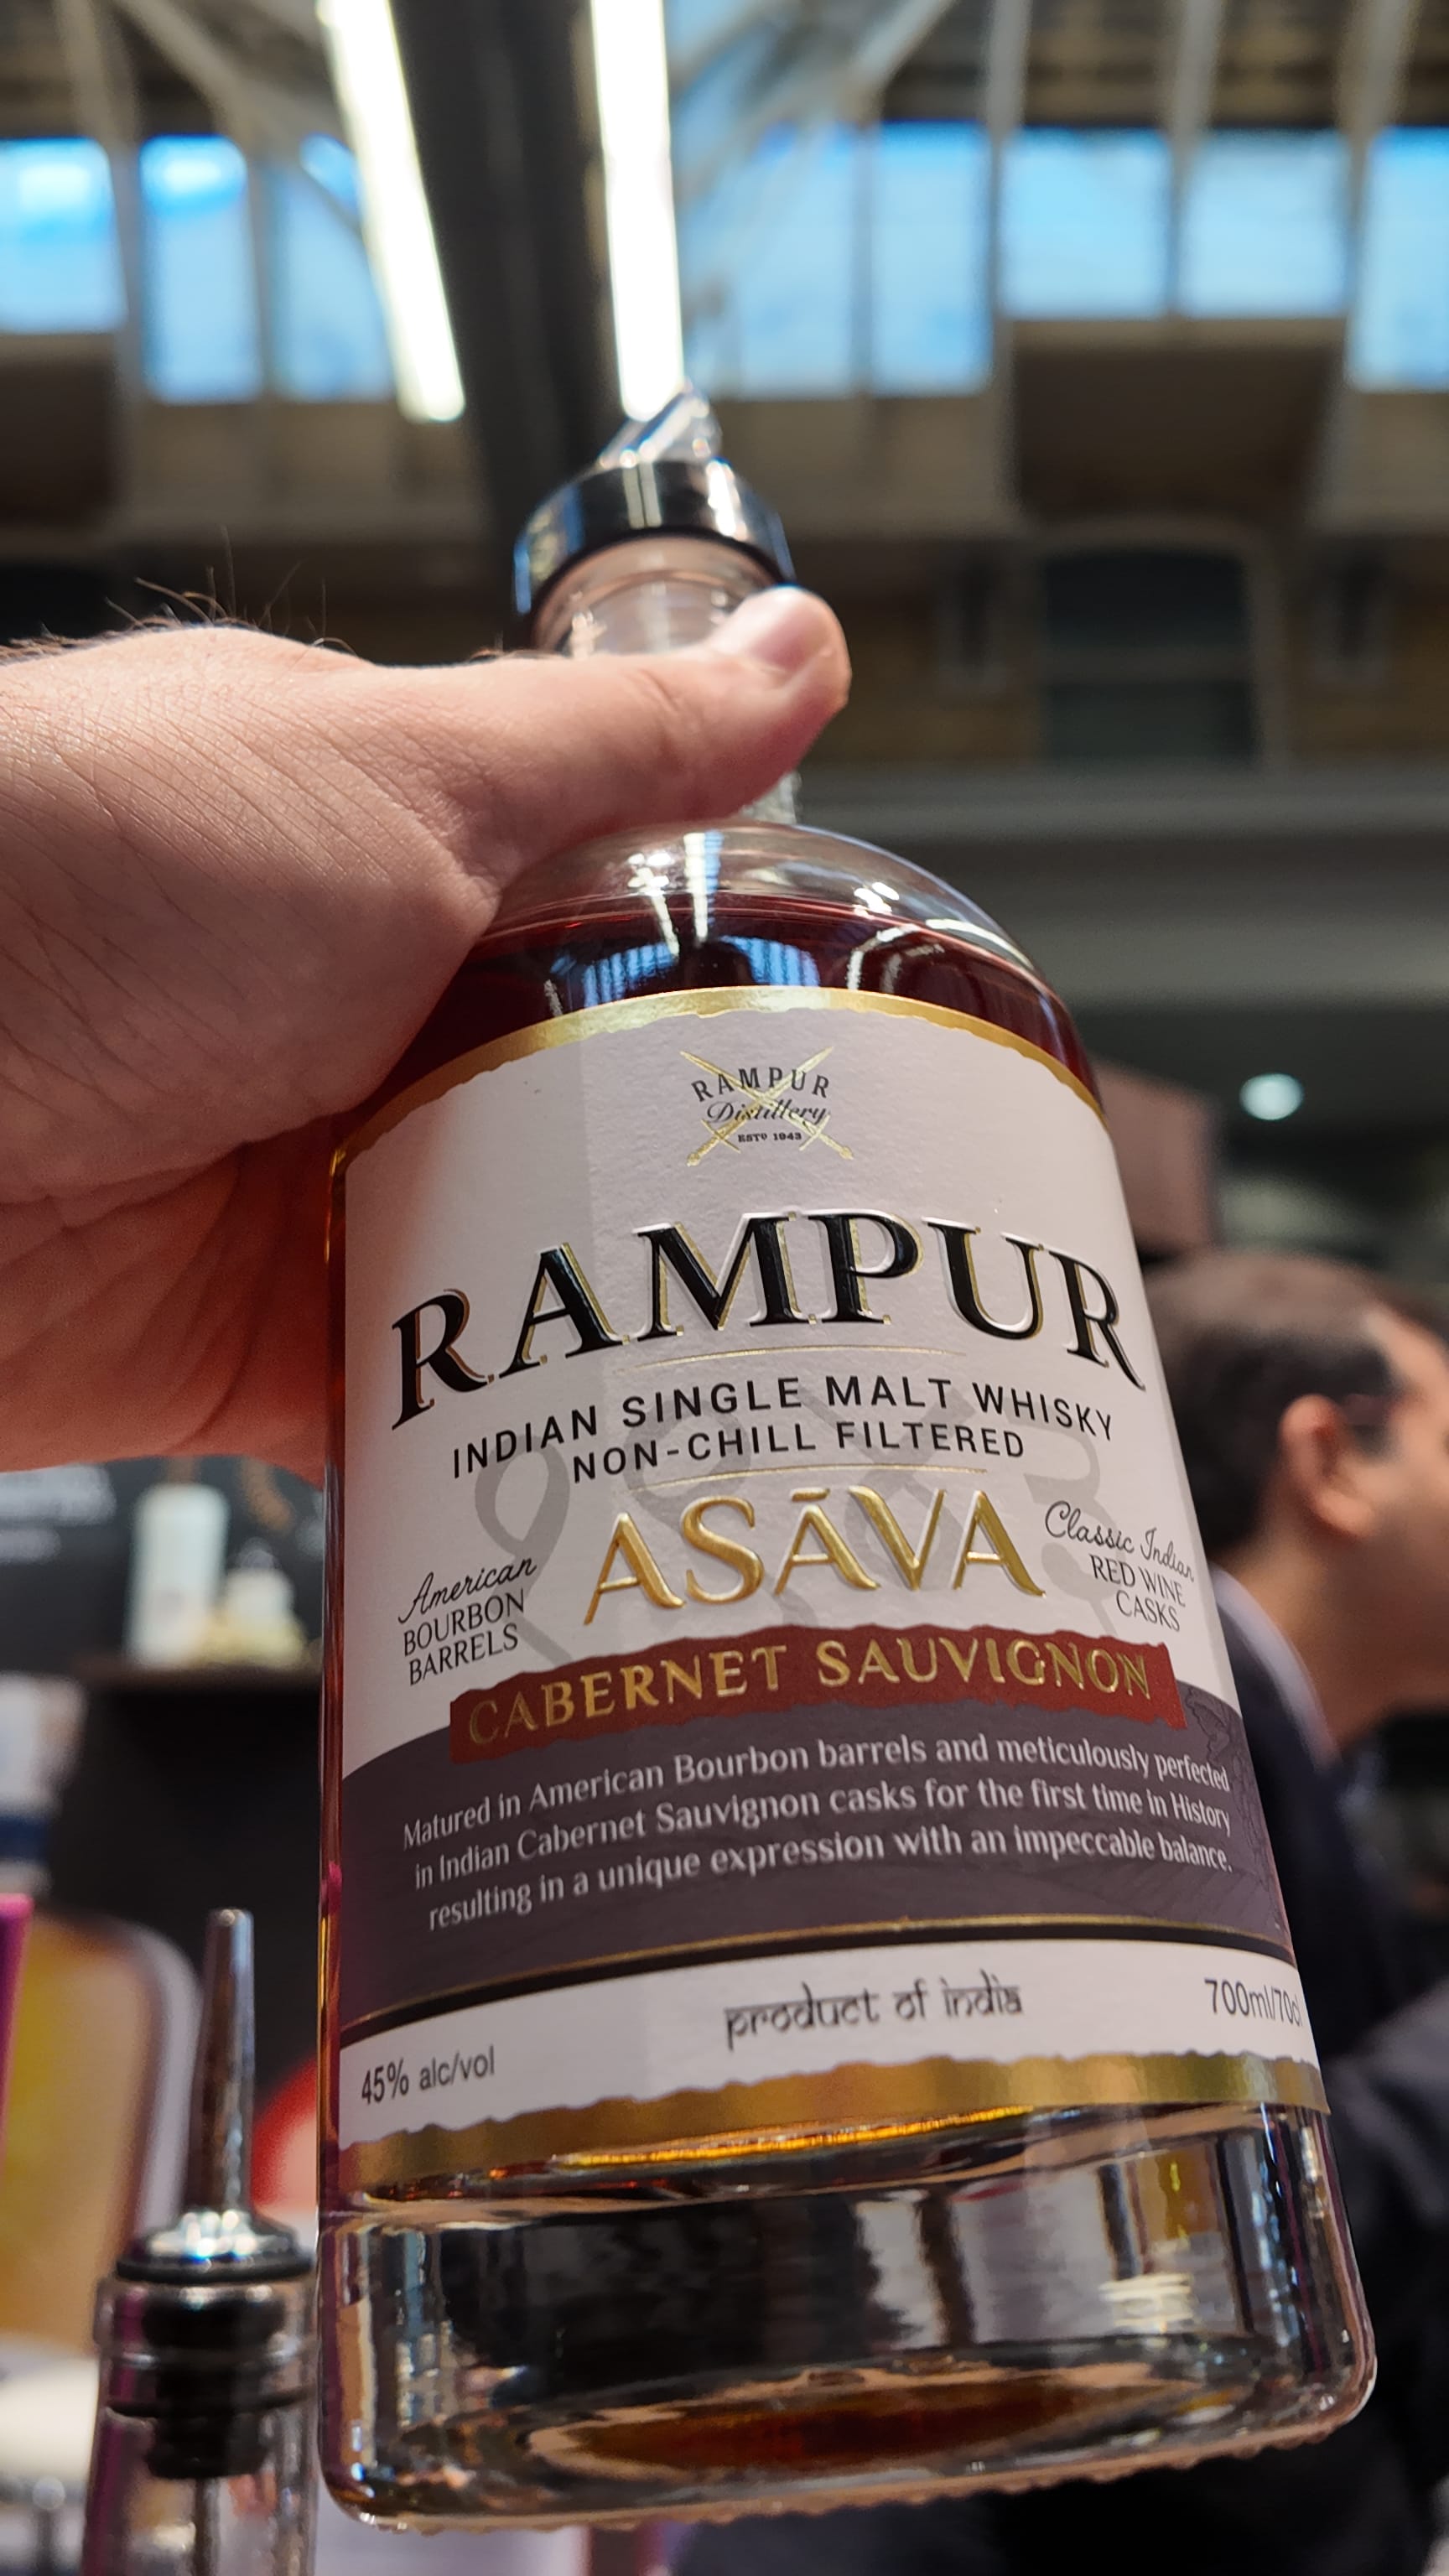 RAMPUR
Distillery
ESTD 1943
RAMPUR
INDIAN SINGLE MALT WHISKY
NON-CHILL FILTERED
ASĀVA
American
BOURBON
BARRELS
Classic Indian
RED WINE
CASKS
CABERNET SAUVIGNON
Matured in American Bourbon barrels and meticulously perfected
in Indian Cabernet Sauvignon casks for the first time in History
resulting in a unique expression with an impeccable balance.
45% alc/vol
product of india
700ml/70cl